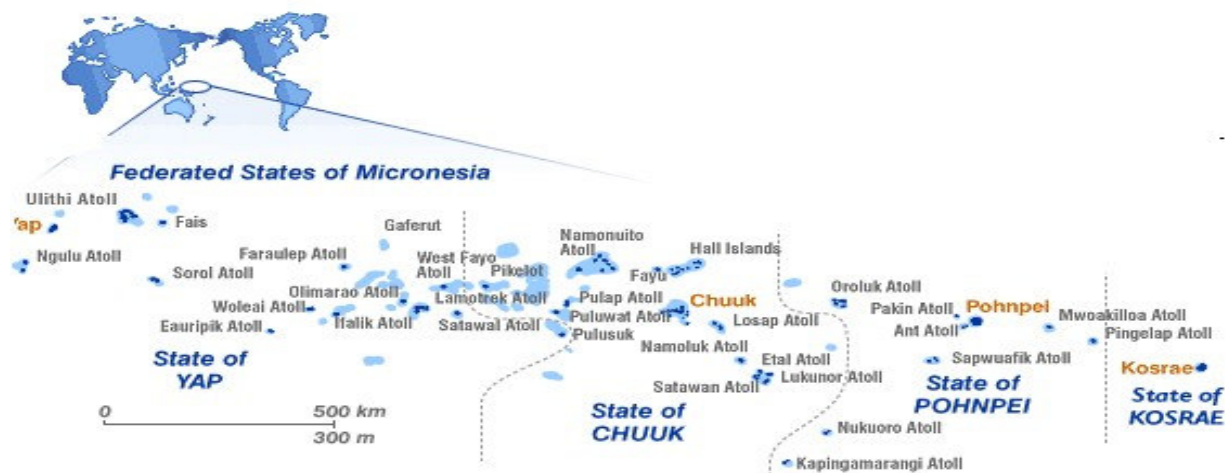 Federated States of Micronesia
Ulithi Atoll
Yap
Fais
Ngulu Atoll
Sorol Atoll
Gaferut
Faraulep Atoll
West Fayo
Atoll
Pikelot
Namonuito
Atoll
Hall Islands
Fayu
Olimarao Atoll
Woleai Atoll
Lamotrek Atoll
Pulap Atoll
Chuuk
Eauripik Atoll
Ifalik Atoll
Satawal Atoll
Puluwat Atoll
Pulusuk
Losap Atoll
Namoluk Atoll
Etal Atoll
Satawan Atoll
Lukunor Atoll
Oroluk Atoll
Pakin Atoll
Pohnpei
Ant Atoll
Mwoakilloa Atoll
Pingelap Atoll
Sapwuafik Atoll
Kosrae
State of
YAP
State of
CHUUK
State of
POHNPEI
State of
KOSRAE
Nukuoro Atoll
Kapingamarangi Atoll
0
500 km
300 m